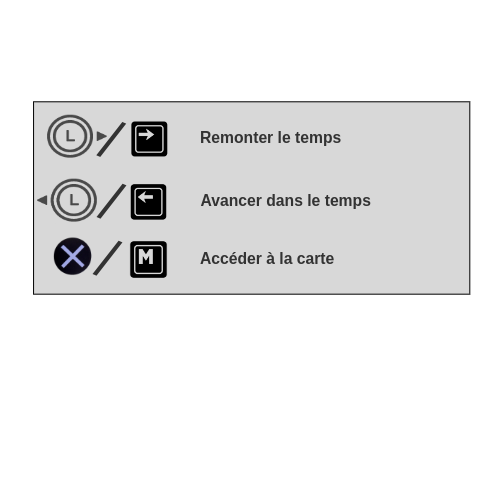 L / → Remonter le temps
L / ← Avancer dans le temps
/ M Accéder à la carte